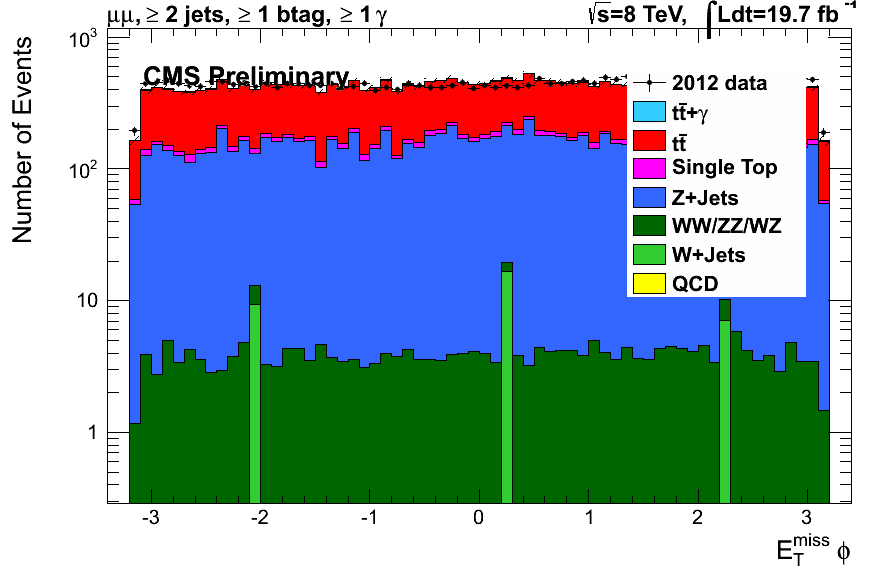 μμ, ≥ 2 jets, ≥ 1 btag, ≥ 1 γ
√s=8 TeV, ∫Ldt=19.7 fb⁻¹
CMS Preliminary
Number of Events
10³
10²
10
1
2012 data
tt̄+γ
tt̄
Single Top
Z+Jets
WW/ZZ/WZ
W+Jets
QCD
-3 -2 -1 0 1 2 3
E_T^miss ϕ